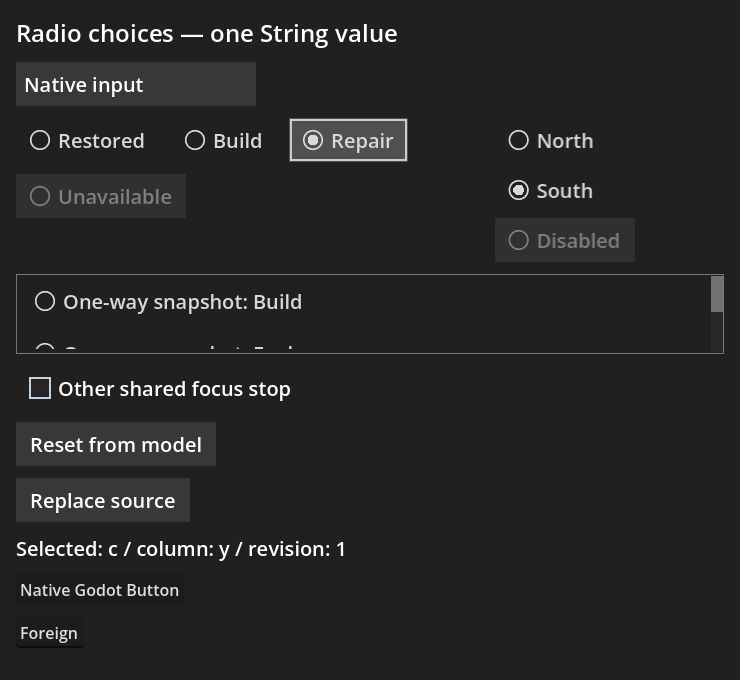 Radio choices — one String value
Native input
Restored Build Repair North
Unavailable South
Disabled
One-way snapshot: Build
Other shared focus stop
Reset from model
Replace source
Selected: c / column: y / revision: 1
Native Godot Button
Foreign